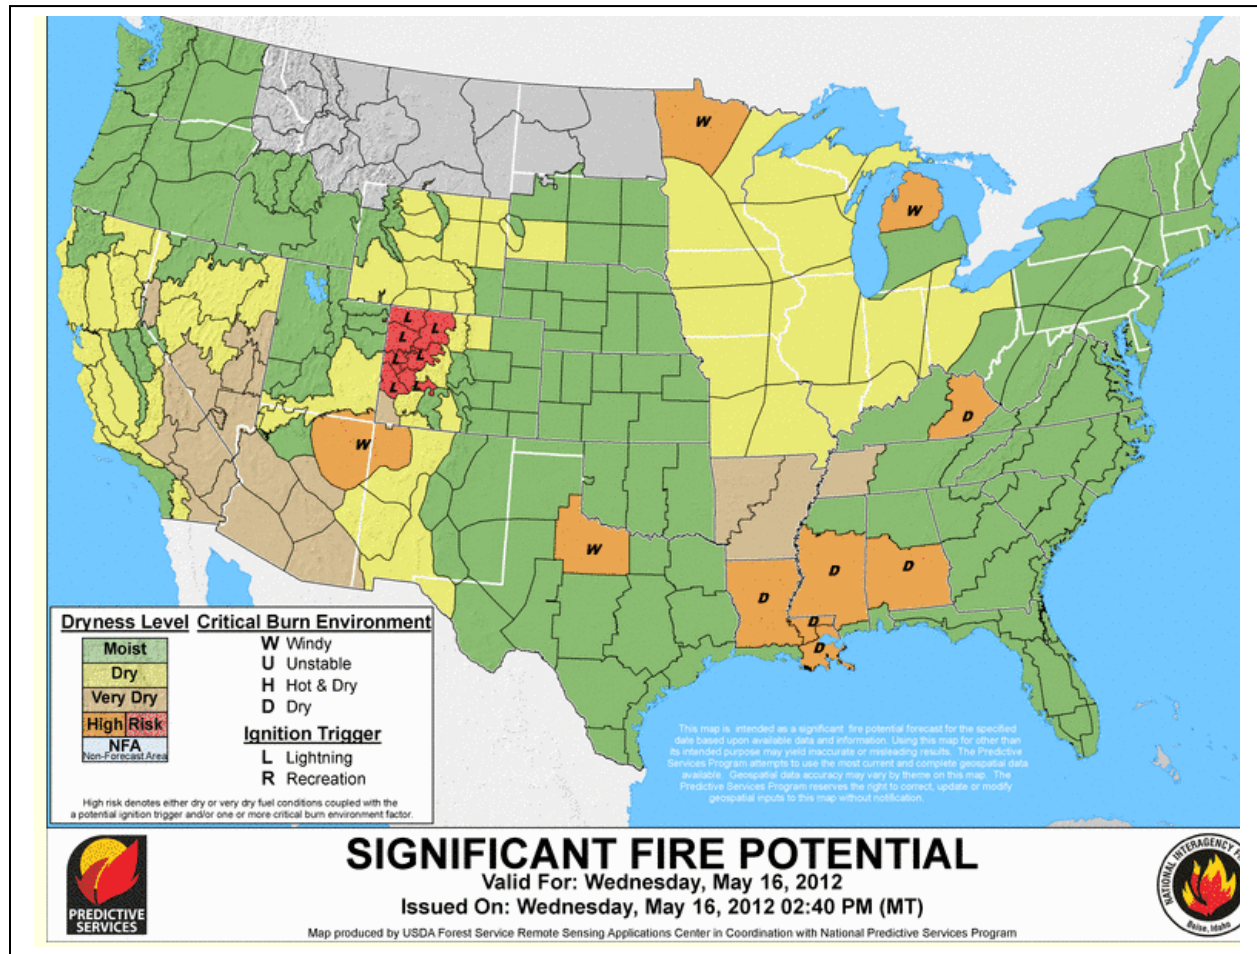 W
W
L
L
L
L
L
L
L
W
D
W
D
D
D
D
D
Dryness Level
Moist
Dry
Very Dry
High Risk
NFA
Non-Forecast Area
Critical Burn Environment
W Windy
U Unstable
H Hot & Dry
D Dry
Ignition Trigger
L Lightning
R Recreation
High risk denotes either dry or very dry fuel conditions coupled with the
a potential ignition trigger and/or one or more critical burn environment factor.
This map is intended as a significant fire potential forecast for the specified
date based upon available data and information. Using this map for other than
its intended purpose may yield inaccurate or misleading results. The Predictive
Services Program attempts to use the most current and complete geospatial data
available. Geospatial data accuracy may vary by theme on this map. The
Predictive Services Program reserves the right to correct, update or modify
geospatial inputs to this map without notification.
PREDICTIVE
SERVICES
SIGNIFICANT FIRE POTENTIAL
Valid For: Wednesday, May 16, 2012
Issued On: Wednesday, May 16, 2012 02:40 PM (MT)
Map produced by USDA Forest Service Remote Sensing Applications Center in Coordination with National Predictive Services Program
NATIONAL INTERAGENCY
Boise, Idaho